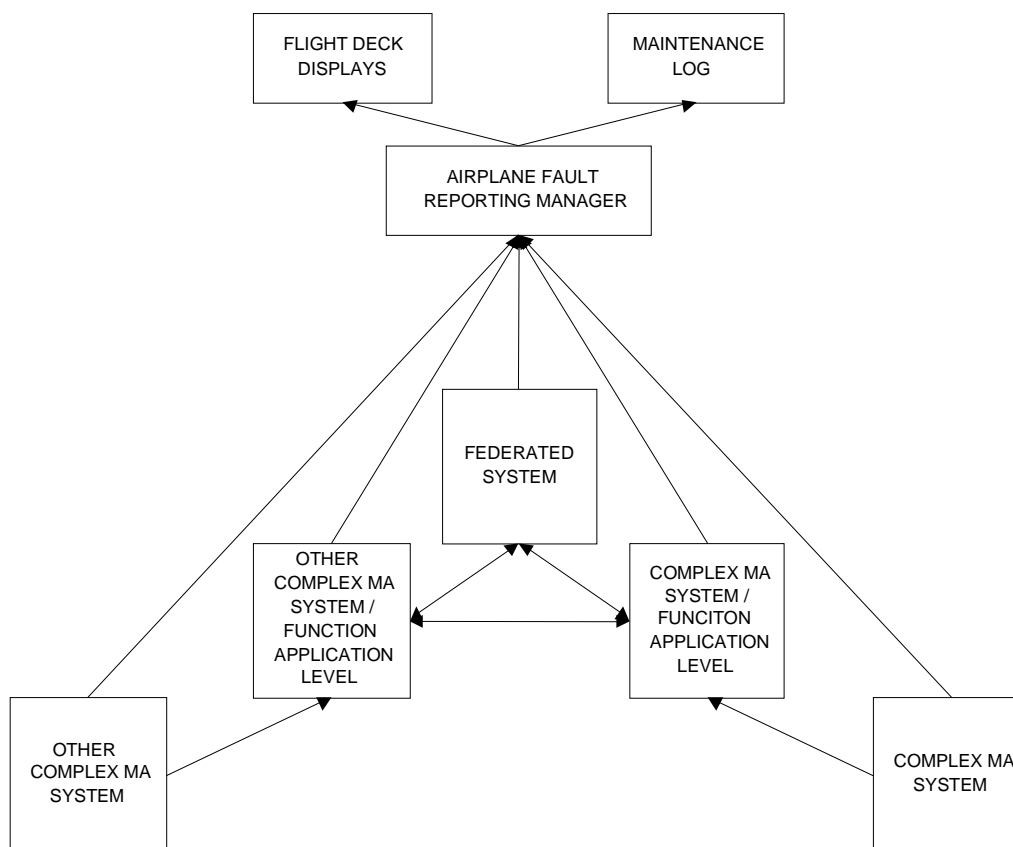 FLIGHT DECK
DISPLAYS
MAINTENANCE
LOG
AIRPLANE FAULT
REPORTING MANAGER
FEDERATED
SYSTEM
OTHER
COMPLEX MA
SYSTEM /
FUNCTION
APPLICATION
LEVEL
COMPLEX MA
SYSTEM /
FUNCITON
APPLICATION
LEVEL
OTHER
COMPLEX MA
SYSTEM
COMPLEX MA
SYSTEM